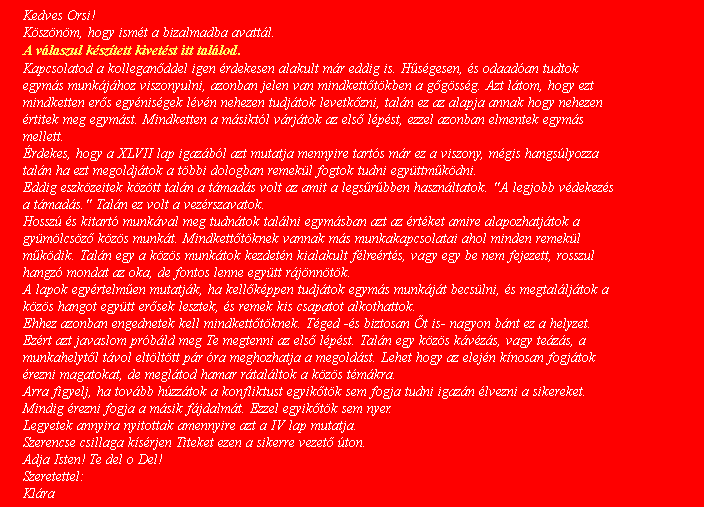 Kedves Orsi!
Köszönöm, hogy ismét a bizalmadba avattál.
A válaszul készített kivetést itt találod.
Kapcsolatod a kolleganőddel igen érdekesen alakult már eddig is. Hűségesen, és odaadóan tudtok
egymás munkájához viszonyulni, azonban jelen van mindkettőtökben a gőgösség. Azt látom, hogy ezt
mindketten erős egyéniségek lévén nehezen tudjátok levetkőzni, talán ez az alapja annak hogy nehezen
értitek meg egymást. Mindketten a másiktól várjátok az első lépést, ezzel azonban elmentek egymás
mellett.
Érdekes, hogy a XLVII lap igazából azt mutatja mennyire tartós már ez a viszony, mégis hangsúlyozza
talán ha ezt megoldjátok a többi dologban remekül fogtok tudni együttműködni.
Eddig eszközeitek között talán a támadás volt az amit a legsűrűbben használtatok. "A legjobb védekezés
a támadás." Talán ez volt a vezérszavatok.
Hosszú és kitartó munkával meg tudnátok találni egymásban azt az értéket amire alapozhatjátok a
gyümölcsöző közös munkát. Mindkettőtöknek vannak más munkakapcsolatai ahol minden remekül
működik. Talán egy a közös munkátok kezdetén kialakult félreértés, vagy egy be nem fejezett, rosszul
hangzó mondat az oka, de fontos lenne együtt rájönnötök.
A lapok egyértelműen mutatják, ha kellőképpen tudjátok egymás munkáját becsülni, és megtaláljátok a
közös hangot együtt erősek lesztek, és remek kis csapatot alkothattok.
Ehhez azonban engednetek kell mindkettőtöknek. Téged -és biztosan Őt is- nagyon bánt ez a helyzet.
Ezért azt javaslom próbáld meg Te megtenni az első lépést. Talán egy közös kávézás, vagy teázás, a
munkahelytől távol eltöltött pár óra meghozhatja a megoldást. Lehet hogy az elején kínosan fogjátok
érezni magatokat, de meglátod hamar rátaláltok a közös témákra.
Arra figyelj, ha tovább húzzátok a konfliktust egyikőtök sem fogja tudni igazán élvezni a sikereket.
Mindig érezni fogja a másik fájdalmát. Ezzel egyikőtök sem nyer.
Legyetek annyira nyitottak amennyire azt a IV lap mutatja.
Szerencse csillaga kísérjen Titeket ezen a sikerre vezető úton.
Adja Isten! Te del o Del!
Szeretettel:
Klára